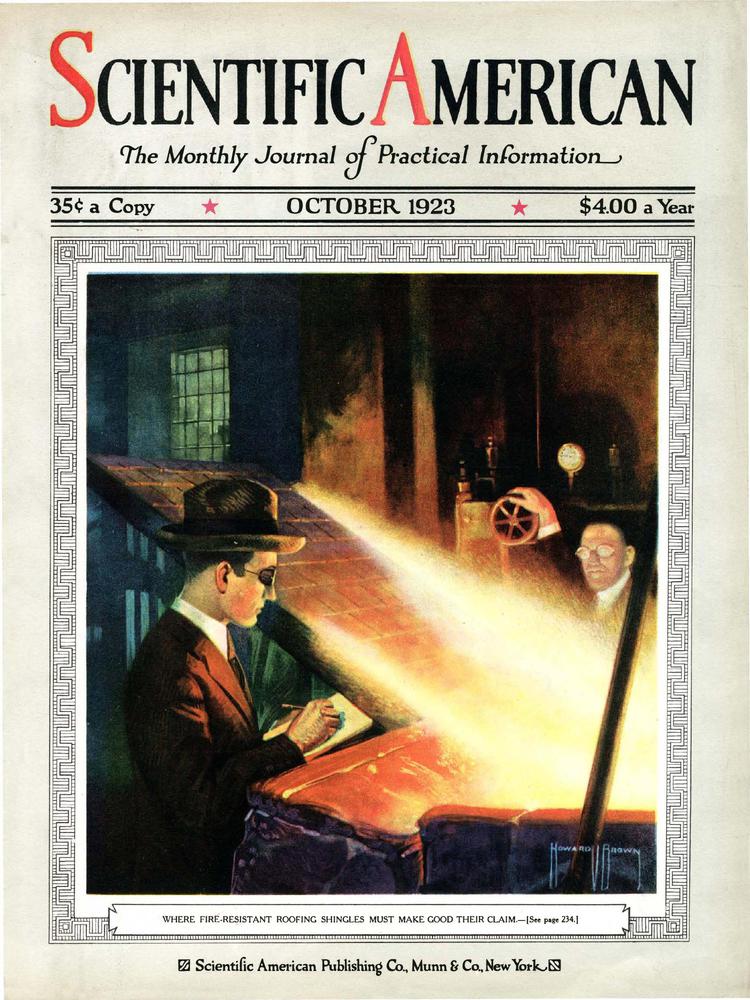 SCIENTIFIC AMERICAN
The Monthly Journal of Practical Information
35¢ a Copy ★ OCTOBER 1923 ★ $4.00 a Year
HOWARD V BROWN
WHERE FIRE-RESISTANT ROOFING SHINGLES MUST MAKE GOOD THEIR CLAIM.—[See page 234.]
Scientific American Publishing Co., Munn & Co., New York